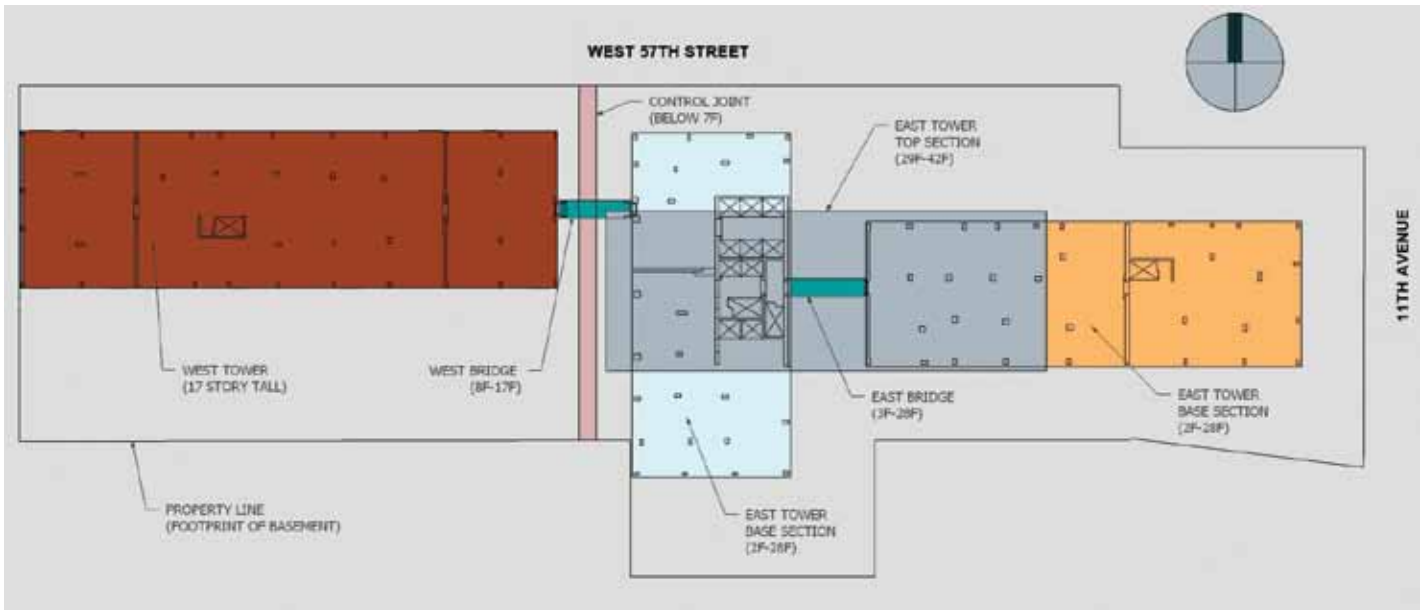 WEST 57TH STREET
CONTROL JOINT
(BELOW 7F)
EAST TOWER
TOP SECTION
(29F-42F)
11TH AVENUE
WEST TOWER
(17 STORY TALL)
WEST BRIDGE
(8F-17F)
EAST BRIDGE
(3F-28F)
EAST TOWER
BASE SECTION
(2F-28F)
PROPERTY LINE
(FOOTPRINT OF BASEMENT)
EAST TOWER
BASE SECTION
(2F-28F)